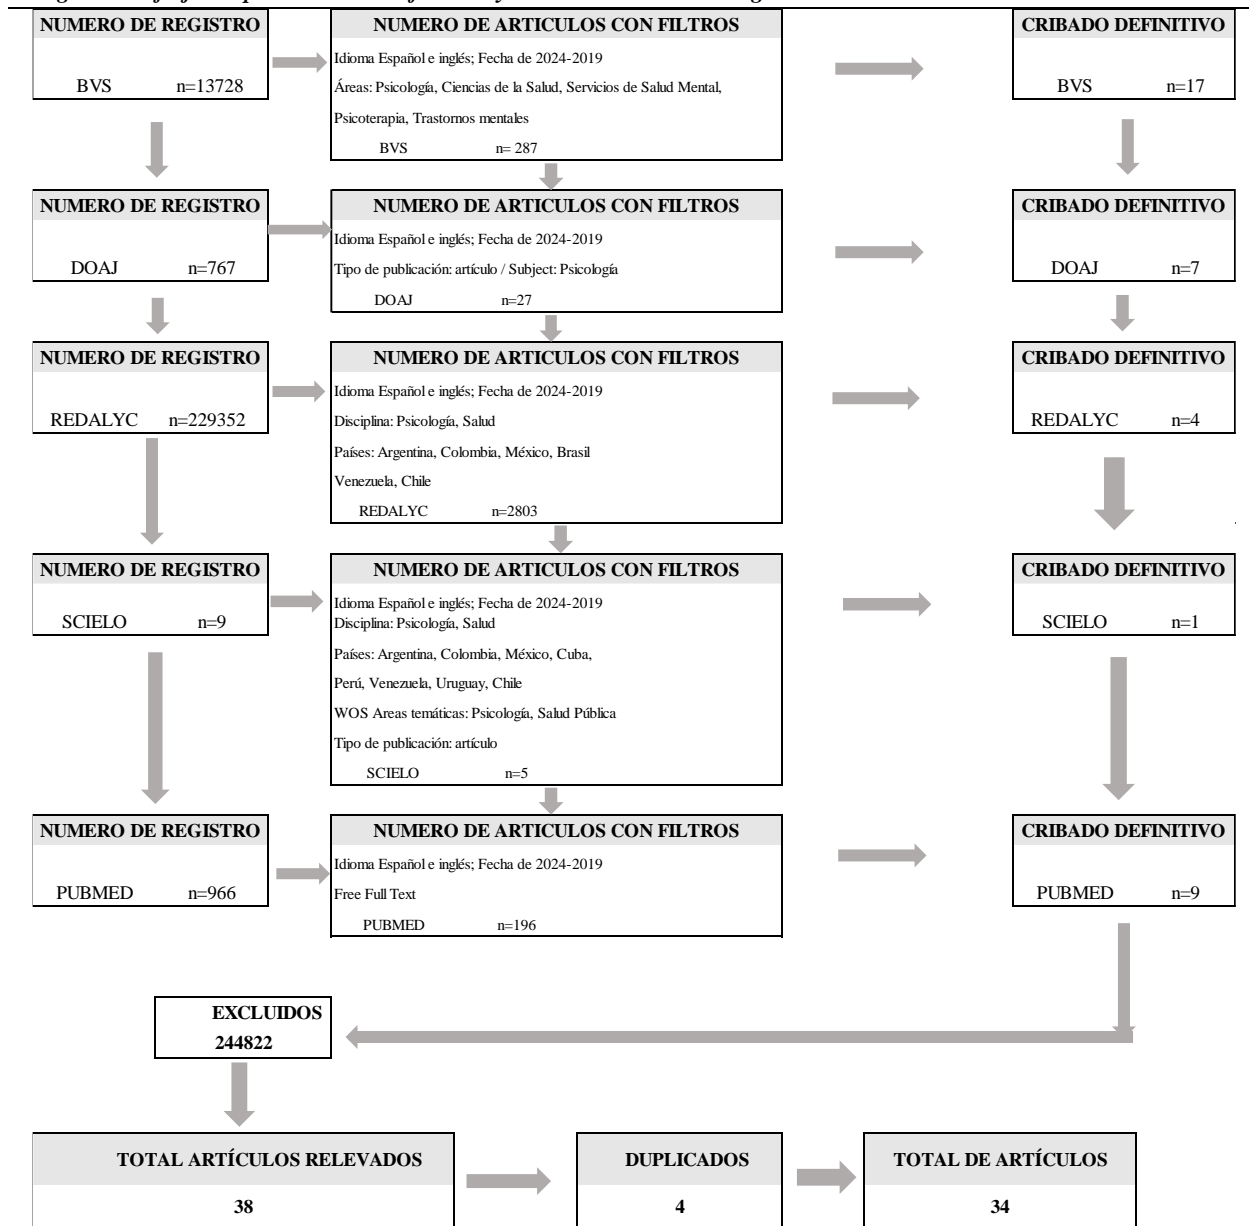 NUMERO DE REGISTRO
BVS n=13728
NUMERO DE ARTICULOS CON FILTROS
Idioma Español e inglés; Fecha de 2024-2019
Áreas: Psicología, Ciencias de la Salud, Servicios de Salud Mental,
Psicoterapia, Trastornos mentales
BVS n= 287
CRIBADO DEFINITIVO
BVS n=17
NUMERO DE REGISTRO
DOAJ n=767
NUMERO DE ARTICULOS CON FILTROS
Idioma Español e inglés; Fecha de 2024-2019
Tipo de publicación: artículo / Subject: Psicología
DOAJ n=27
CRIBADO DEFINITIVO
DOAJ n=7
NUMERO DE REGISTRO
REDALYC n=229352
NUMERO DE ARTICULOS CON FILTROS
Idioma Español e inglés; Fecha de 2024-2019
Disciplina: Psicología, Salud
Países: Argentina, Colombia, México, Brasil
Venezuela, Chile
REDALYC n=2803
CRIBADO DEFINITIVO
REDALYC n=4
NUMERO DE REGISTRO
SCIELO n=9
NUMERO DE ARTICULOS CON FILTROS
Idioma Español e inglés; Fecha de 2024-2019
Disciplina: Psicología, Salud
Países: Argentina, Colombia, México, Cuba,
Perú, Venezuela, Uruguay, Chile
WOS Areas temáticas: Psicología, Salud Pública
Tipo de publicación: artículo
SCIELO n=5
CRIBADO DEFINITIVO
SCIELO n=1
NUMERO DE REGISTRO
PUBMED n=966
NUMERO DE ARTICULOS CON FILTROS
Idioma Español e inglés; Fecha de 2024-2019
Free Full Text
PUBMED n=196
CRIBADO DEFINITIVO
PUBMED n=9
EXCLUIDOS
244822
TOTAL ARTÍCULOS RELEVADOS
38
DUPLICADOS
4
TOTAL DE ARTÍCULOS
34